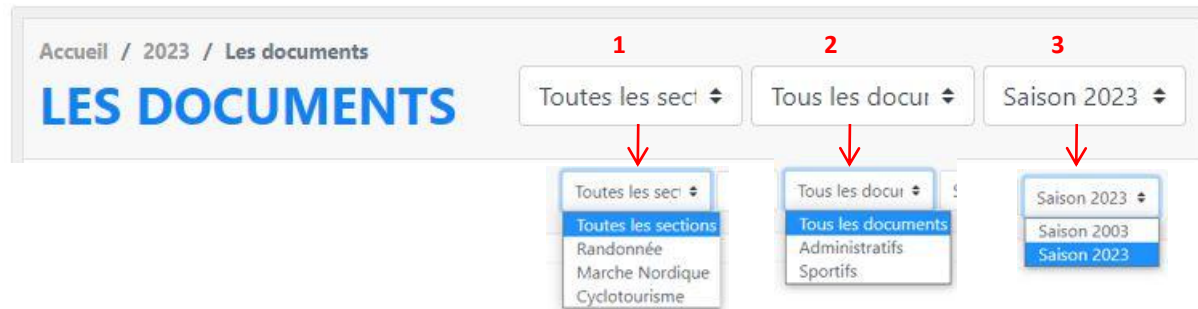 1 2 3
Accueil / 2023 / Les documents
LES DOCUMENTS
Toutes les sect Tous les docur Saison 2023
Toutes les sect Tous les docur S Saison 2023
Toutes les sections Tous les documents Saison 2003
Randonnée Administratifs Saison 2023
Marche Nordique Sportifs
Cyclotourisme